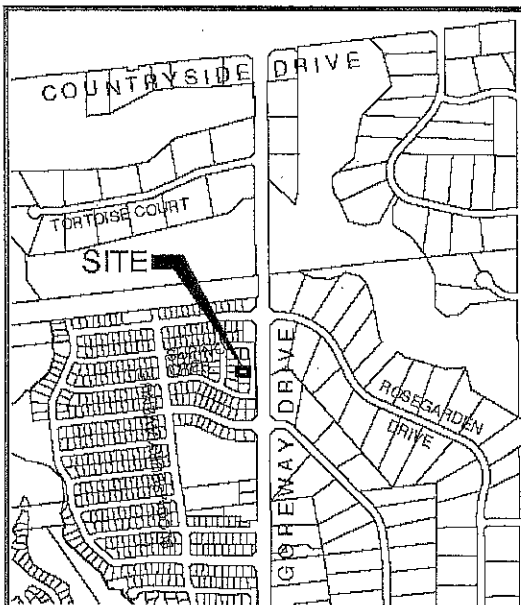 COUNTRYSIDE DRIVE
TORTOISE COURT
SITE
GOREWAY DRIVE
ROSEGARDEN
DRIVE